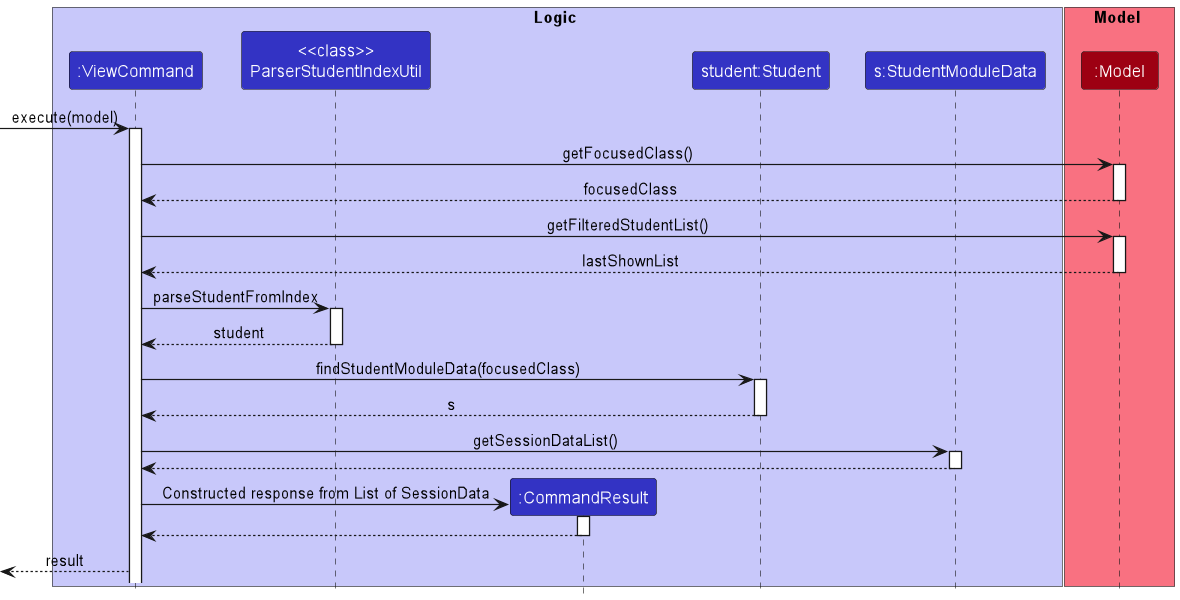 Logic
Model
<<class>>
ParserStudentIndexUtil
:ViewCommand
student:Student
s:StudentModuleData
:Model
execute(model)
getFocusedClass()
focusedClass
getFilteredStudentList()
lastShownList
parseStudentFromIndex
student
findStudentModuleData(focusedClass)
s
getSessionDataList()
Constructed response from List of SessionData
:CommandResult
result